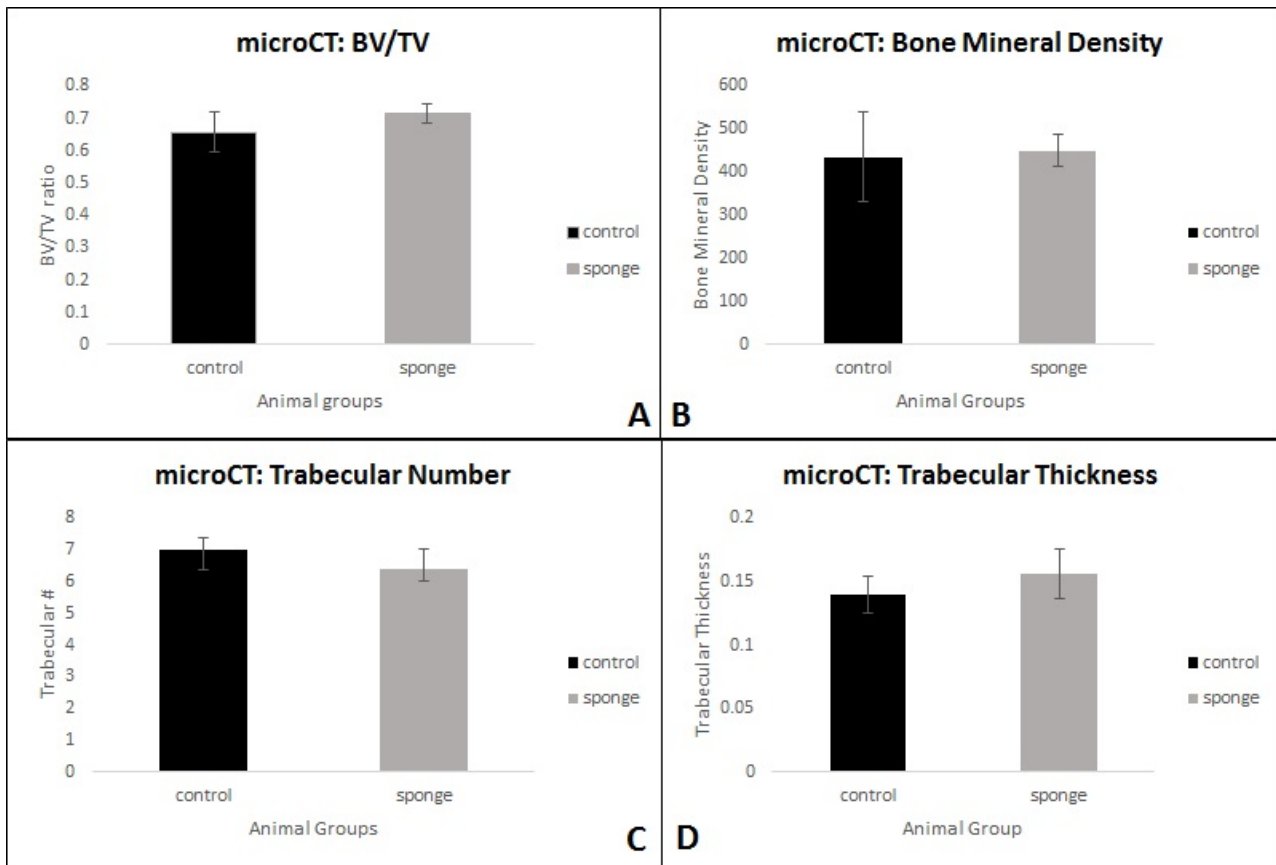 microCT: BV/TV
0.8
0.7
0.6
0.5
0.4
0.3
0.2
0.1
0
BV/TV ratio
control
sponge
Animal groups
control
sponge
A
microCT: Bone Mineral Density
600
500
400
300
200
100
0
Bone Mineral Density
control
sponge
Animal Groups
control
sponge
B
microCT: Trabecular Number
8
7
6
5
4
3
2
1
0
Trabecular #
control
sponge
Animal Groups
control
sponge
C
microCT: Trabecular Thickness
0.2
0.15
0.1
0.05
0
Trabecular Thickness
control
sponge
Animal Group
control
sponge
D